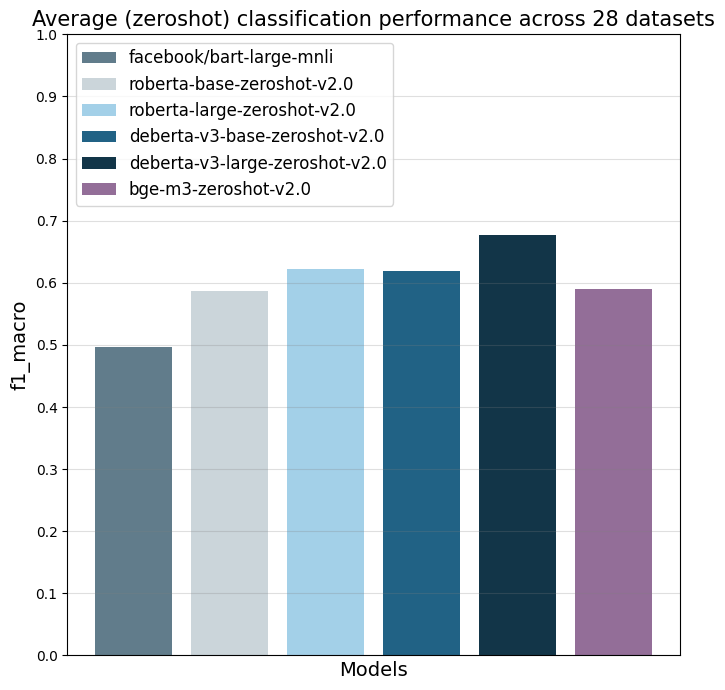 Average (zeroshot) classification performance across 28 datasets
1.0
0.9
0.8
0.7
0.6
0.5
0.4
0.3
0.2
0.1
0.0
f1_macro
facebook/bart-large-mnli
roberta-base-zeroshot-v2.0
roberta-large-zeroshot-v2.0
deberta-v3-base-zeroshot-v2.0
deberta-v3-large-zeroshot-v2.0
bge-m3-zeroshot-v2.0
Models